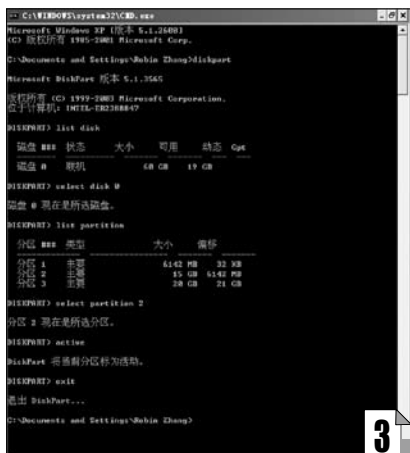 C:\WINDOWS\system32\CMD.exe
Microsoft Windows XP [版本 5.1.2600]
(C) 版权所有 1985-2001 Microsoft Corp.
C:\Documents and Settings\Robin Zhang>diskpart
Microsoft DiskPart 版本 5.1.3565
版权所有 (C) 1999-2003 Microsoft Corporation.
位于计算机: INTEL-ER2388847
DISKPART> list disk
磁盘 ### 状态 大小 可用 动态 Gpt
磁盘 0 联机 60 GB 19 GB
DISKPART> select disk 0
磁盘 0 现在是所选磁盘。
DISKPART> list partition
分区 ### 类型 大小 偏移
分区 1 主要 6142 MB 32 KB
分区 2 主要 15 GB 6142 MB
分区 3 主要 20 GB 21 GB
DISKPART> select partition 2
分区 2 现在是所选分区。
DISKPART> active
DiskPart 将当前分区标为活动。
DISKPART> exit
退出 DiskPart...
C:\Documents and Settings\Robin Zhang>
3